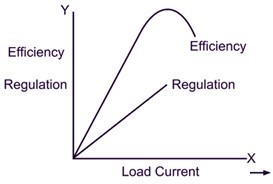 Y
Efficiency
Efficiency
Regulation
Regulation
X
Load Current